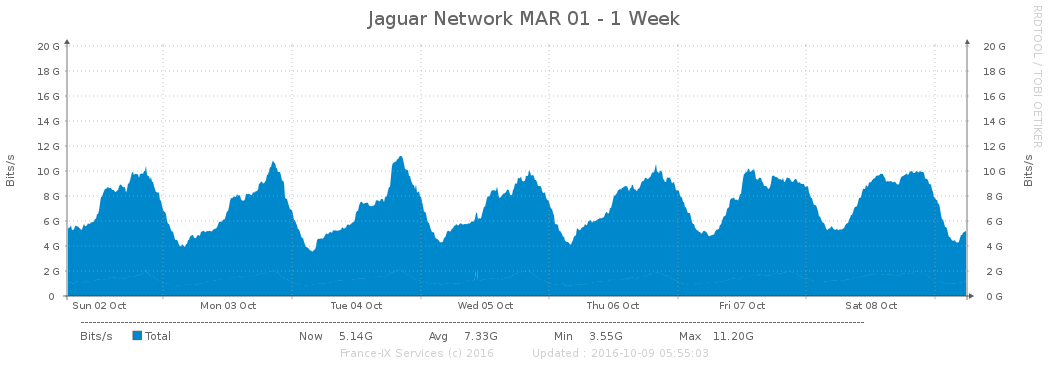 Jaguar Network MAR 01 - 1 Week
RRDTOOL / TOBI OETIKER
Bits/s
20 G
18 G
16 G
14 G
12 G
10 G
8 G
6 G
4 G
2 G
0
20 G
18 G
16 G
14 G
12 G
10 G
8 G
6 G
4 G
2 G
0 G
Bits/s
Sun 02 Oct Mon 03 Oct Tue 04 Oct Wed 05 Oct Thu 06 Oct Fri 07 Oct Sat 08 Oct
Bits/s Total Now 5.14G Avg 7.33G Min 3.55G Max 11.20G
France-IX Services (c) 2016 Updated : 2016-10-09 05:55:03